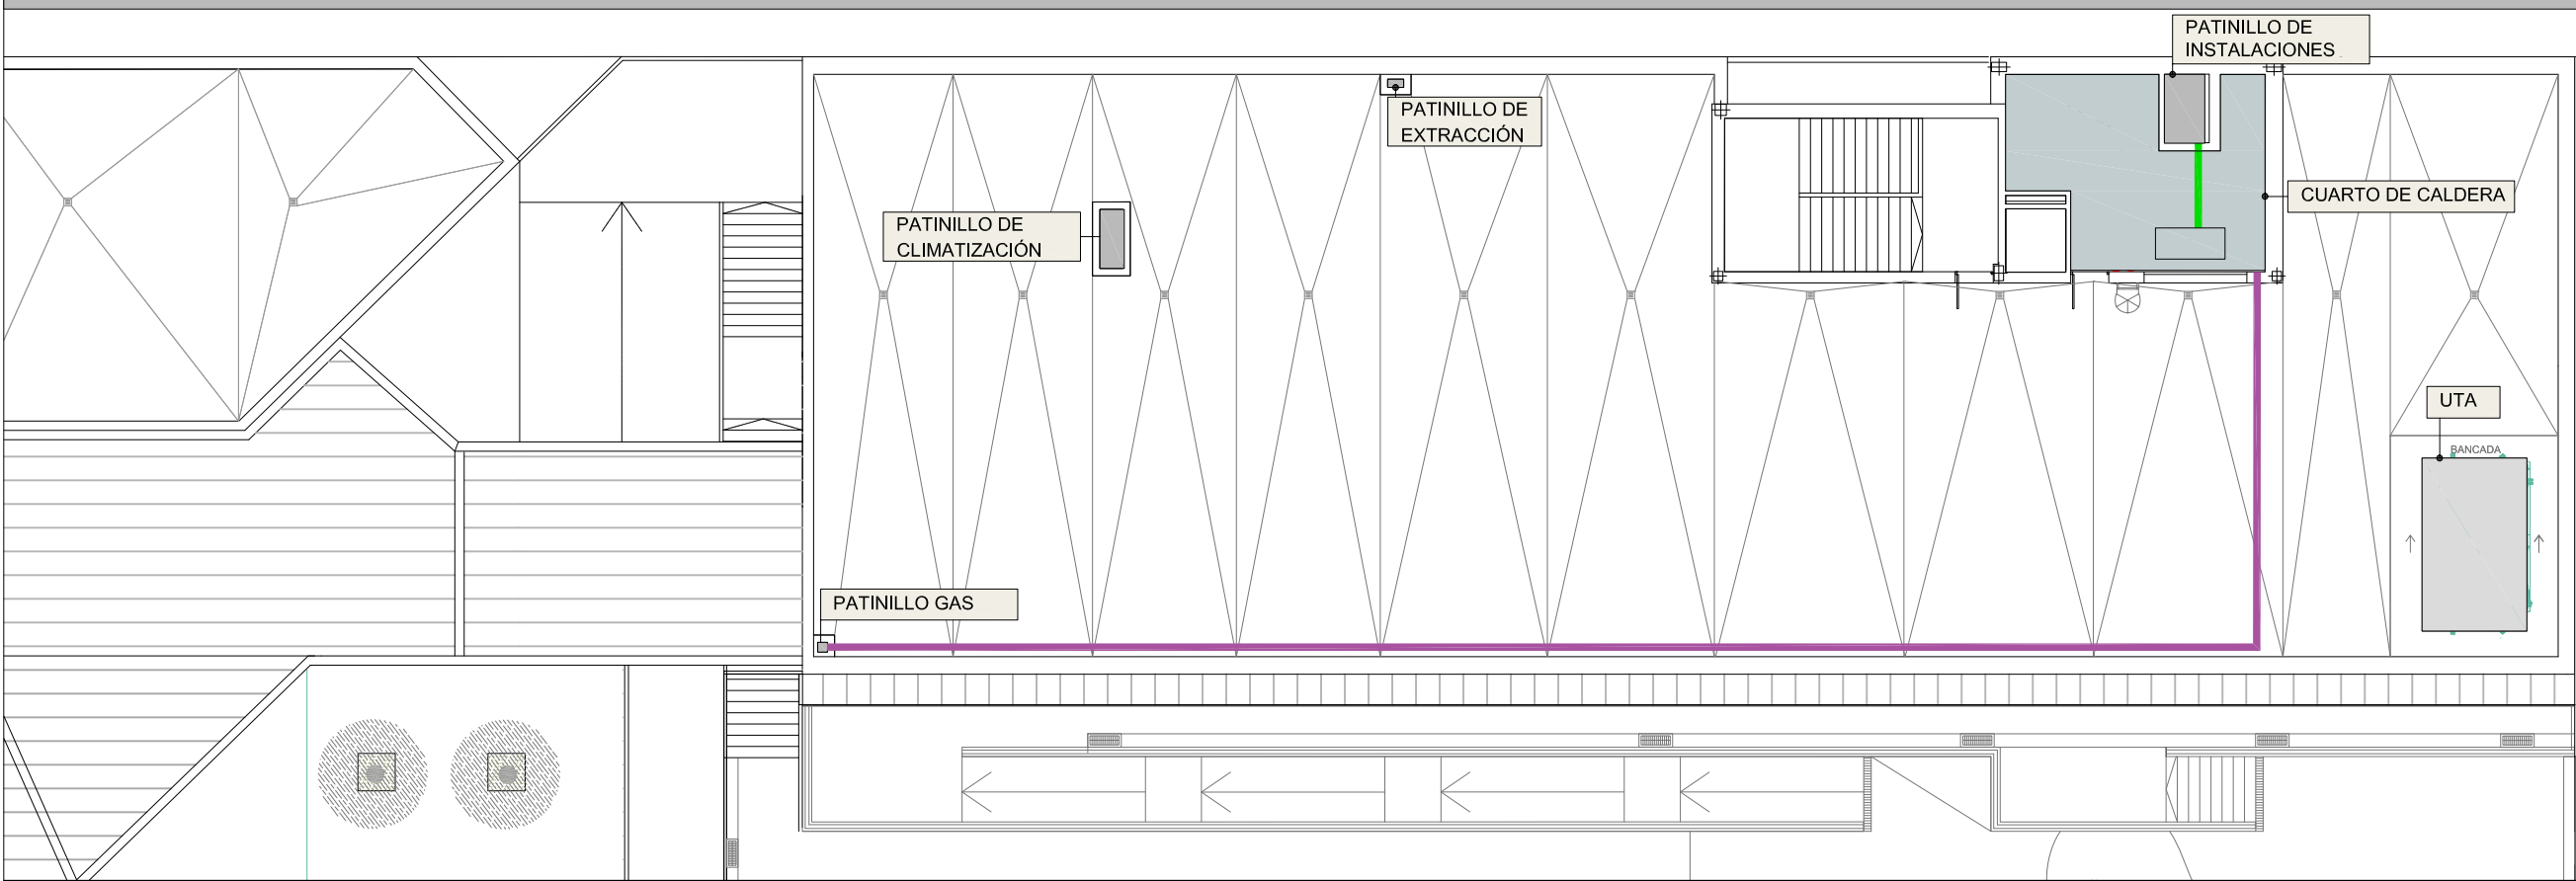 PATINILLO DE
INSTALACIONES
PATINILLO DE
EXTRACCIÓN
CUARTO DE CALDERA
PATINILLO DE
CLIMATIZACIÓN
UTA
BANCADA
PATINILLO GAS